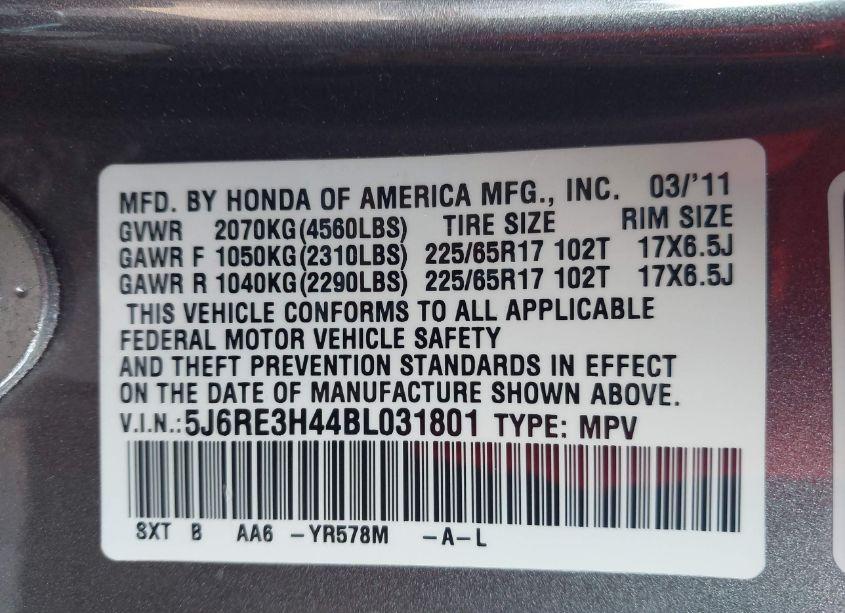 MFD. BY HONDA OF AMERICA MFG., INC. 03/'11
GVWR 2070KG(4560LBS) TIRE SIZE RIM SIZE
GAWR F 1050KG(2310LBS) 225/65R17 102T 17X6.5J
GAWR R 1040KG(2290LBS) 225/65R17 102T 17X6.5J
THIS VEHICLE CONFORMS TO ALL APPLICABLE
FEDERAL MOTOR VEHICLE SAFETY
AND THEFT PREVENTION STANDARDS IN EFFECT
ON THE DATE OF MANUFACTURE SHOWN ABOVE.
V.I.N.:5J6RE3H44BL031801 TYPE: MPV
SXT B AA6 -YR578M -A-L